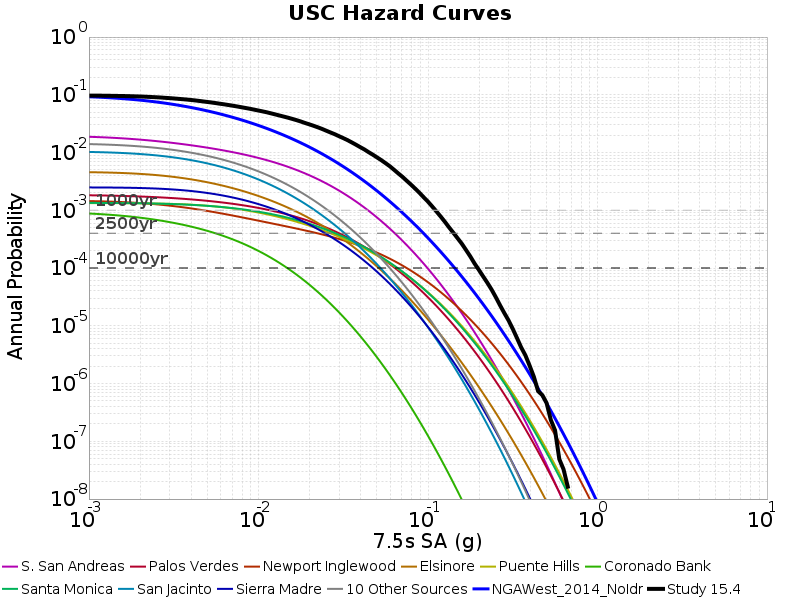 USC Hazard Curves
10^0
10^-1
10^-2
10^-3
10^-4
10^-5
10^-6
10^-7
10^-8
Annual Probability
1000yr
2500yr
10000yr
10^-3 10^-2 10^-1 10^0 10^1
7.5s SA (g)
S. San Andreas Palos Verdes Newport Inglewood Elsinore Puente Hills Coronado Bank
Santa Monica San Jacinto Sierra Madre 10 Other Sources NGAWest_2014_NoIdr Study 15.4